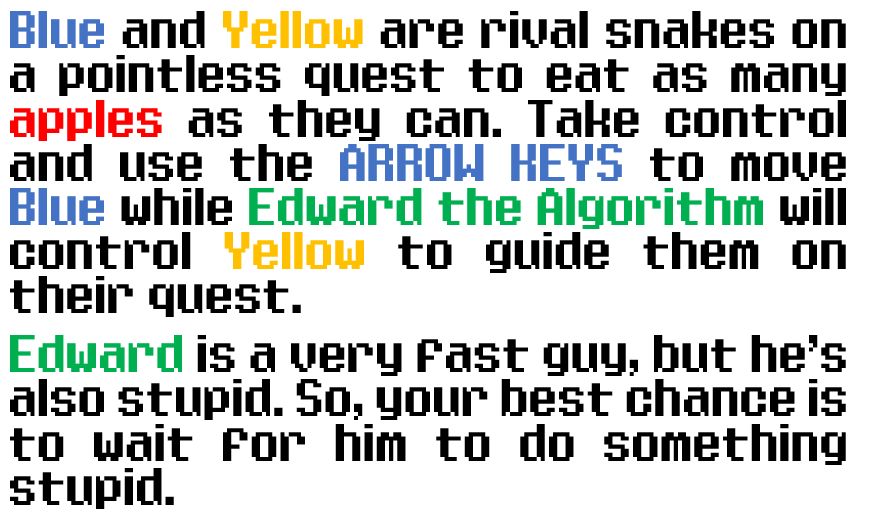 Blue and Yellow are rival snakes on
a pointless quest to eat as many
apples as they can. Take control
and use the ARROW KEYS to move
Blue while Edward the Algorithm will
control Yellow to guide them on
their quest.
Edward is a very fast guy, but he's
also stupid. So, your best chance is
to wait for him to do something
stupid.